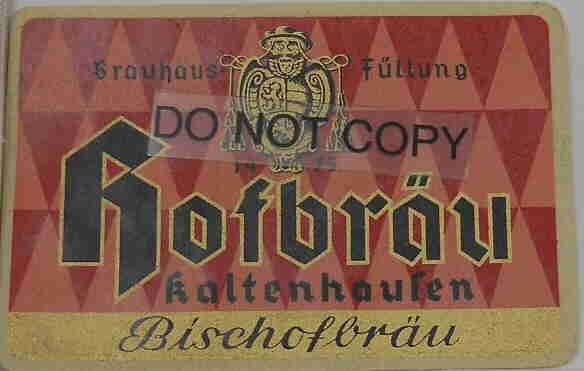 Brauhaus Füllung
DO NOT COPY
Hofbräu
Kaltenhausen
Bischofbräu